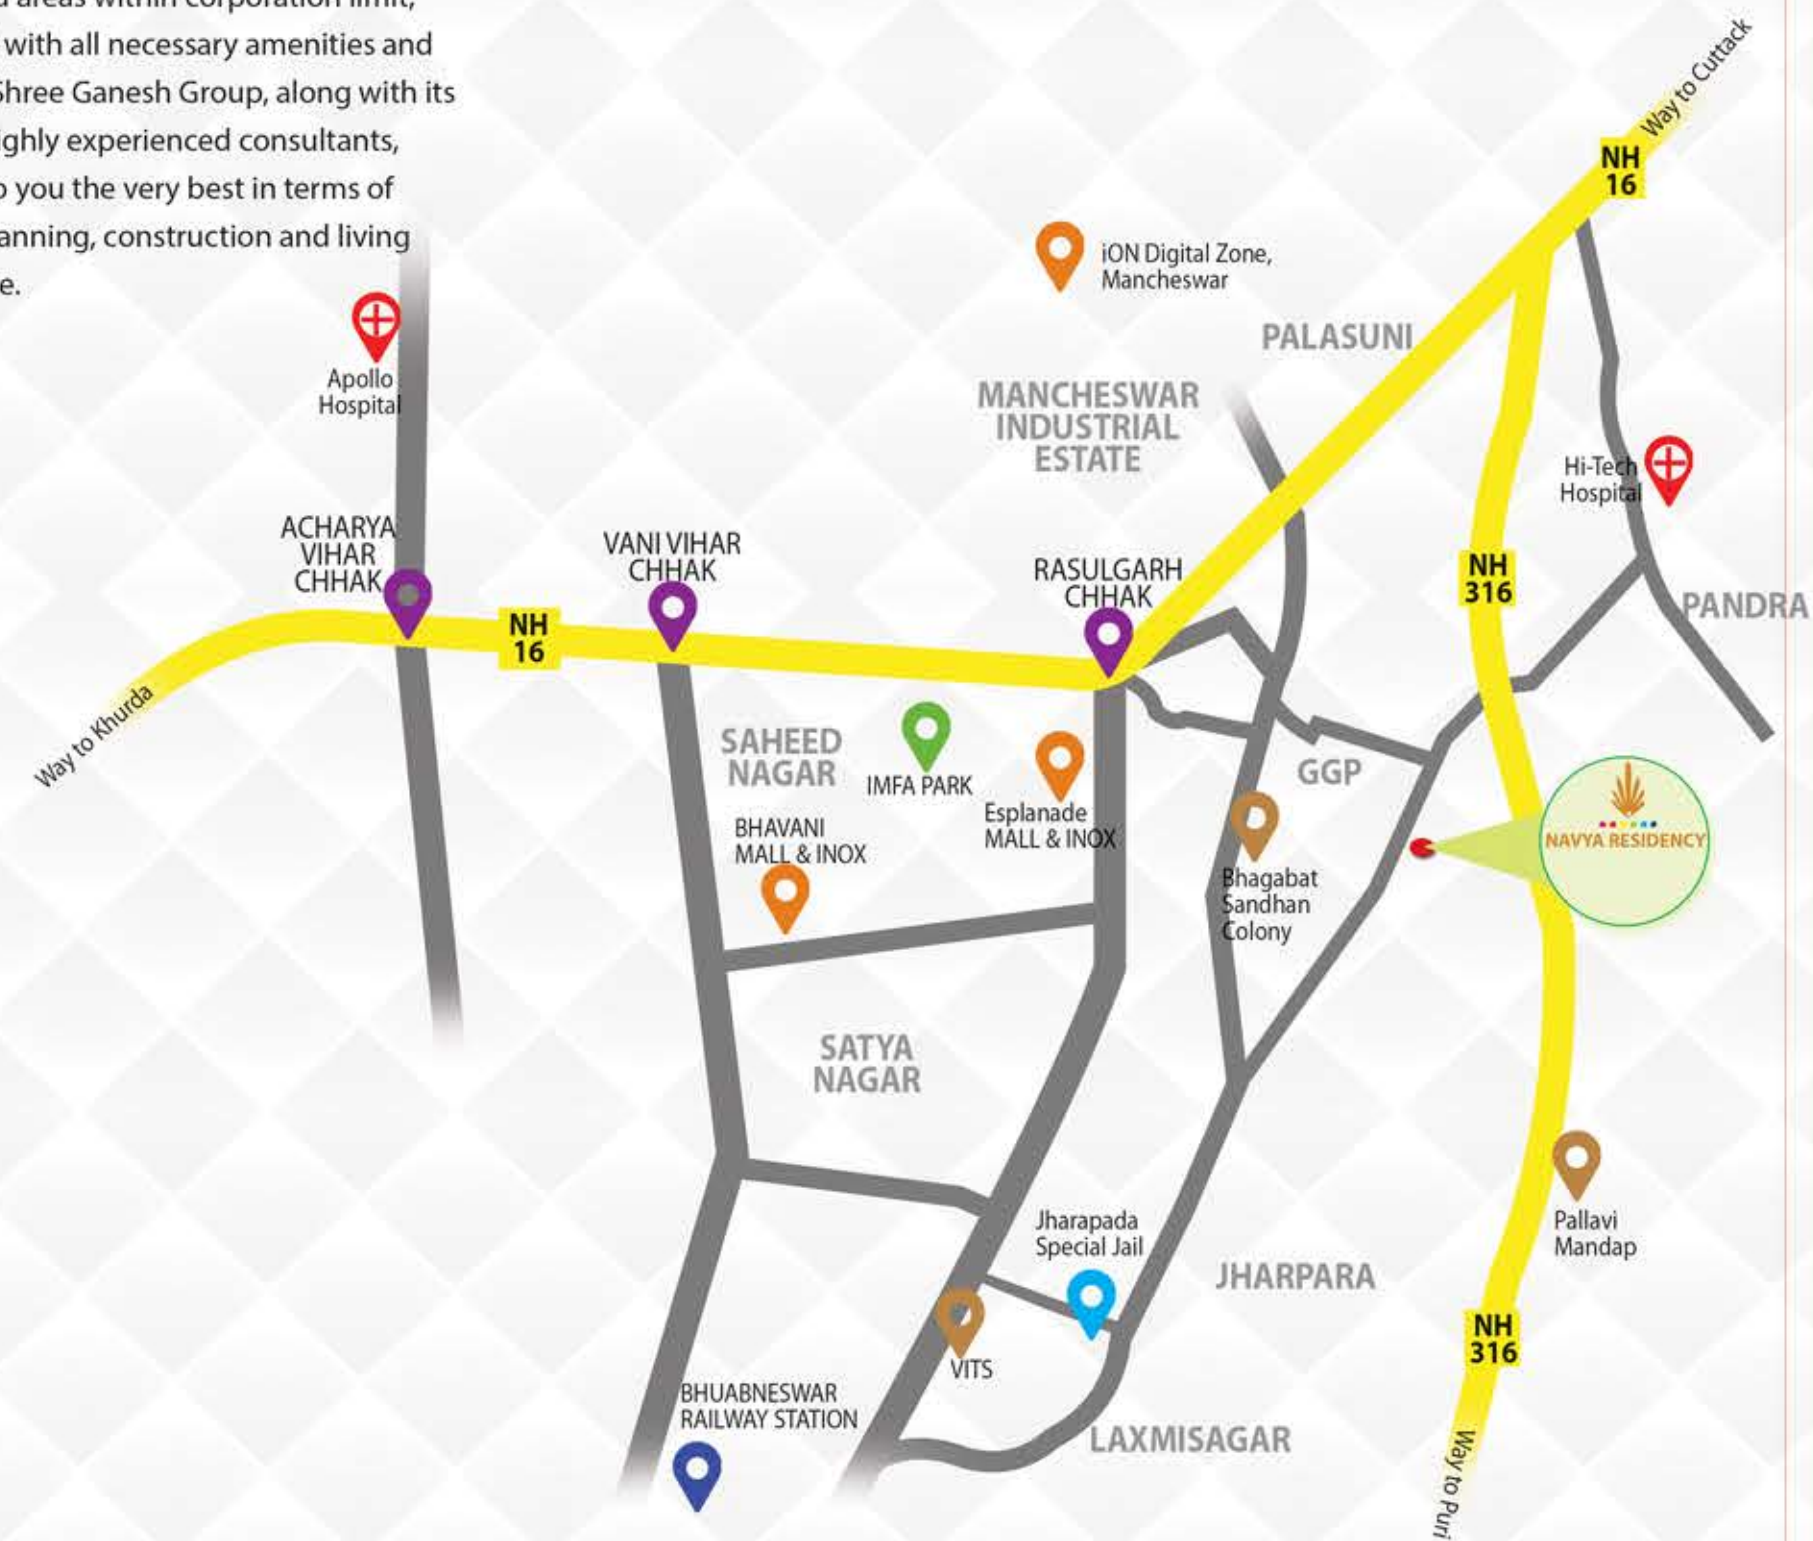 areas within corporation limit,
with all necessary amenities and
Shree Ganesh Group, along with its
ighly experienced consultants,
o you the very best in terms of
anning, construction and living
e.
Way to Cuttack
NH
16
iON Digital Zone,
Mancheswar
PALASUNI
Apollo
Hospital
MANCHESWAR
INDUSTRIAL
ESTATE
Hi-Tech
Hospital
ACHARYA
VIHAR
CHHAK
VANI VIHAR
CHHAK
RASULGARH
CHHAK
NH
316
PANDRA
NH
16
Way to Khurda
SAHEED
NAGAR
IMFA PARK
GGP
Esplanade
MALL & INOX
BHAVANI
MALL & INOX
NAVYA RESIDENCY
Bhagabat
Sandhan
Colony
SATYA
NAGAR
Jharapada
Special Jail
Pallavi
Mandap
JHARPARA
NH
316
VITS
BHUABNESWAR
RAILWAY STATION
LAXMISAGAR
Way to Puri